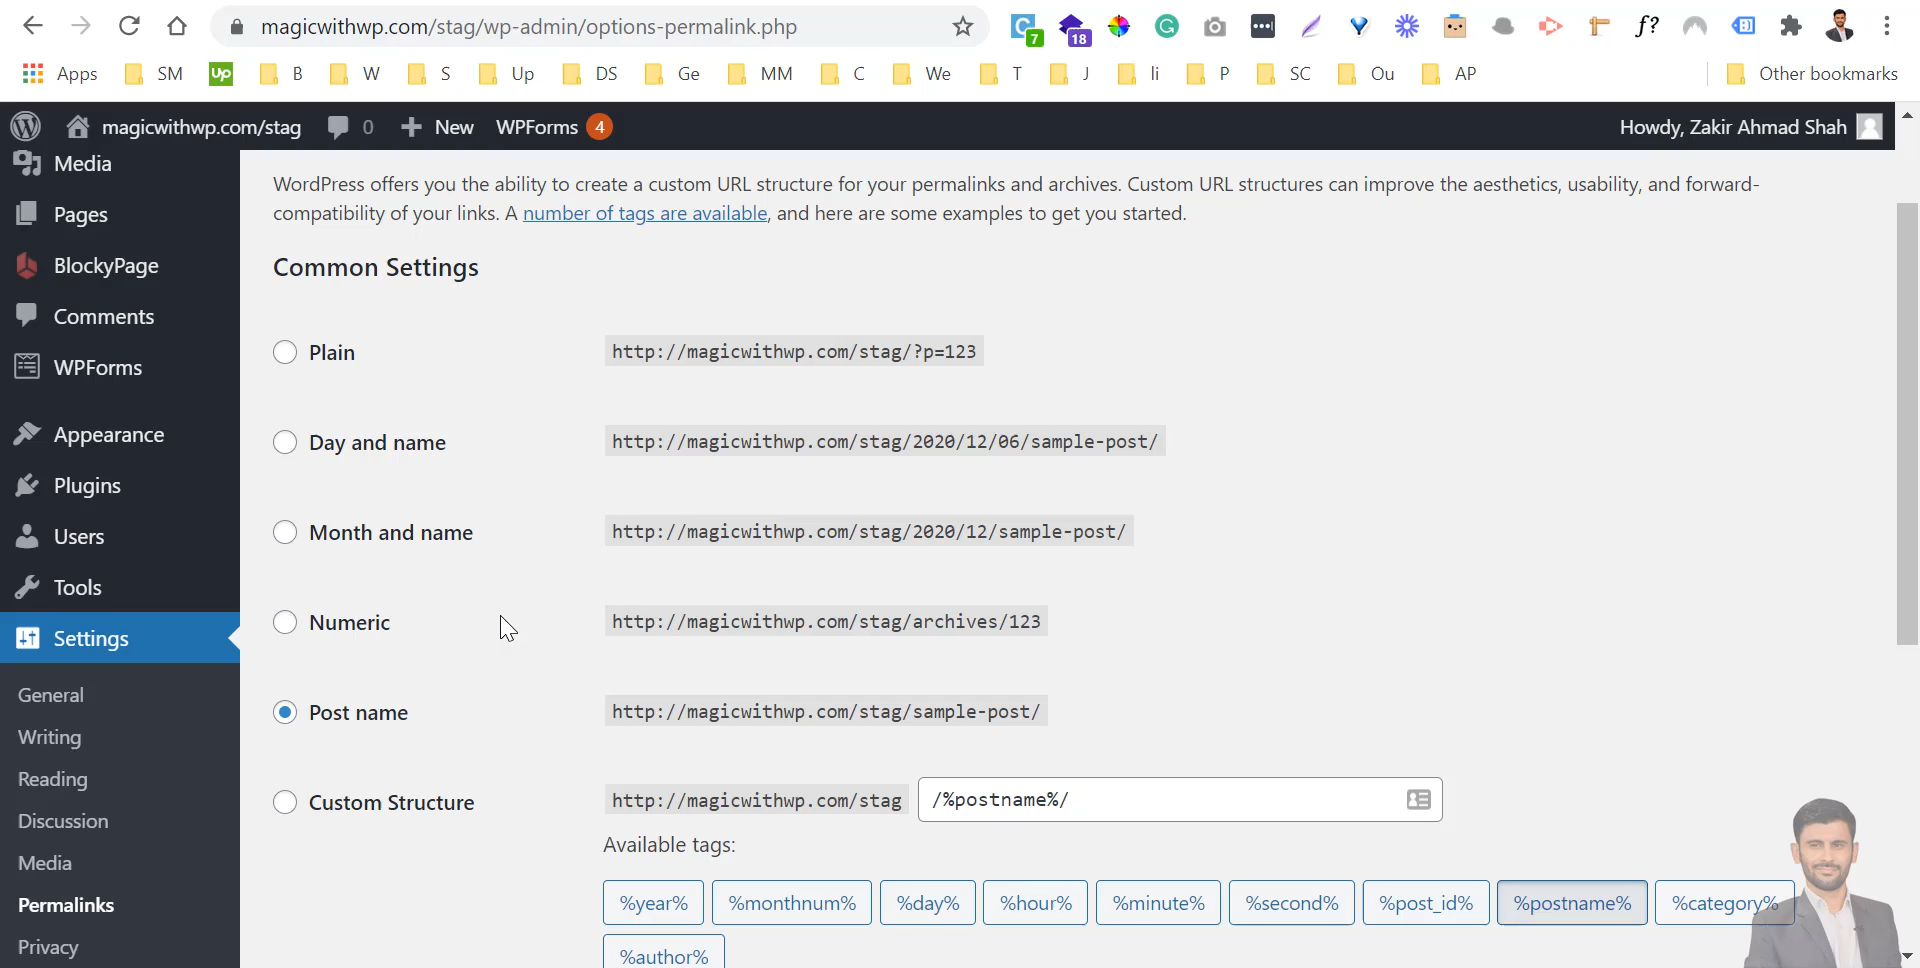 magicwithwp.com/stag/wp-admin/options-permalink.php
7
18
f?
Apps
SM
Up
B
W
S
Up
DS
Ge
MM
C
We
T
J
li
P
SC
Ou
AP
Other bookmarks
magicwithwp.com/stag
0
New
WPForms
4
Howdy, Zakir Ahmad Shah
Media
Pages
BlockyPage
Comments
WPForms
Appearance
Plugins
Users
Tools
Settings
General
Writing
Reading
Discussion
Media
Permalinks
Privacy
WordPress offers you the ability to create a custom URL structure for your permalinks and archives. Custom URL structures can improve the aesthetics, usability, and forward-
compatibility of your links. A number of tags are available, and here are some examples to get you started.
Common Settings
Plain
http://magicwithwp.com/stag/?p=123
Day and name
http://magicwithwp.com/stag/2020/12/06/sample-post/
Month and name
http://magicwithwp.com/stag/2020/12/sample-post/
Numeric
http://magicwithwp.com/stag/archives/123
Post name
http://magicwithwp.com/stag/sample-post/
Custom Structure
http://magicwithwp.com/stag
/%postname%/
Available tags:
%year%
%monthnum%
%day%
%hour%
%minute%
%second%
%post_id%
%postname%
%category%
%author%